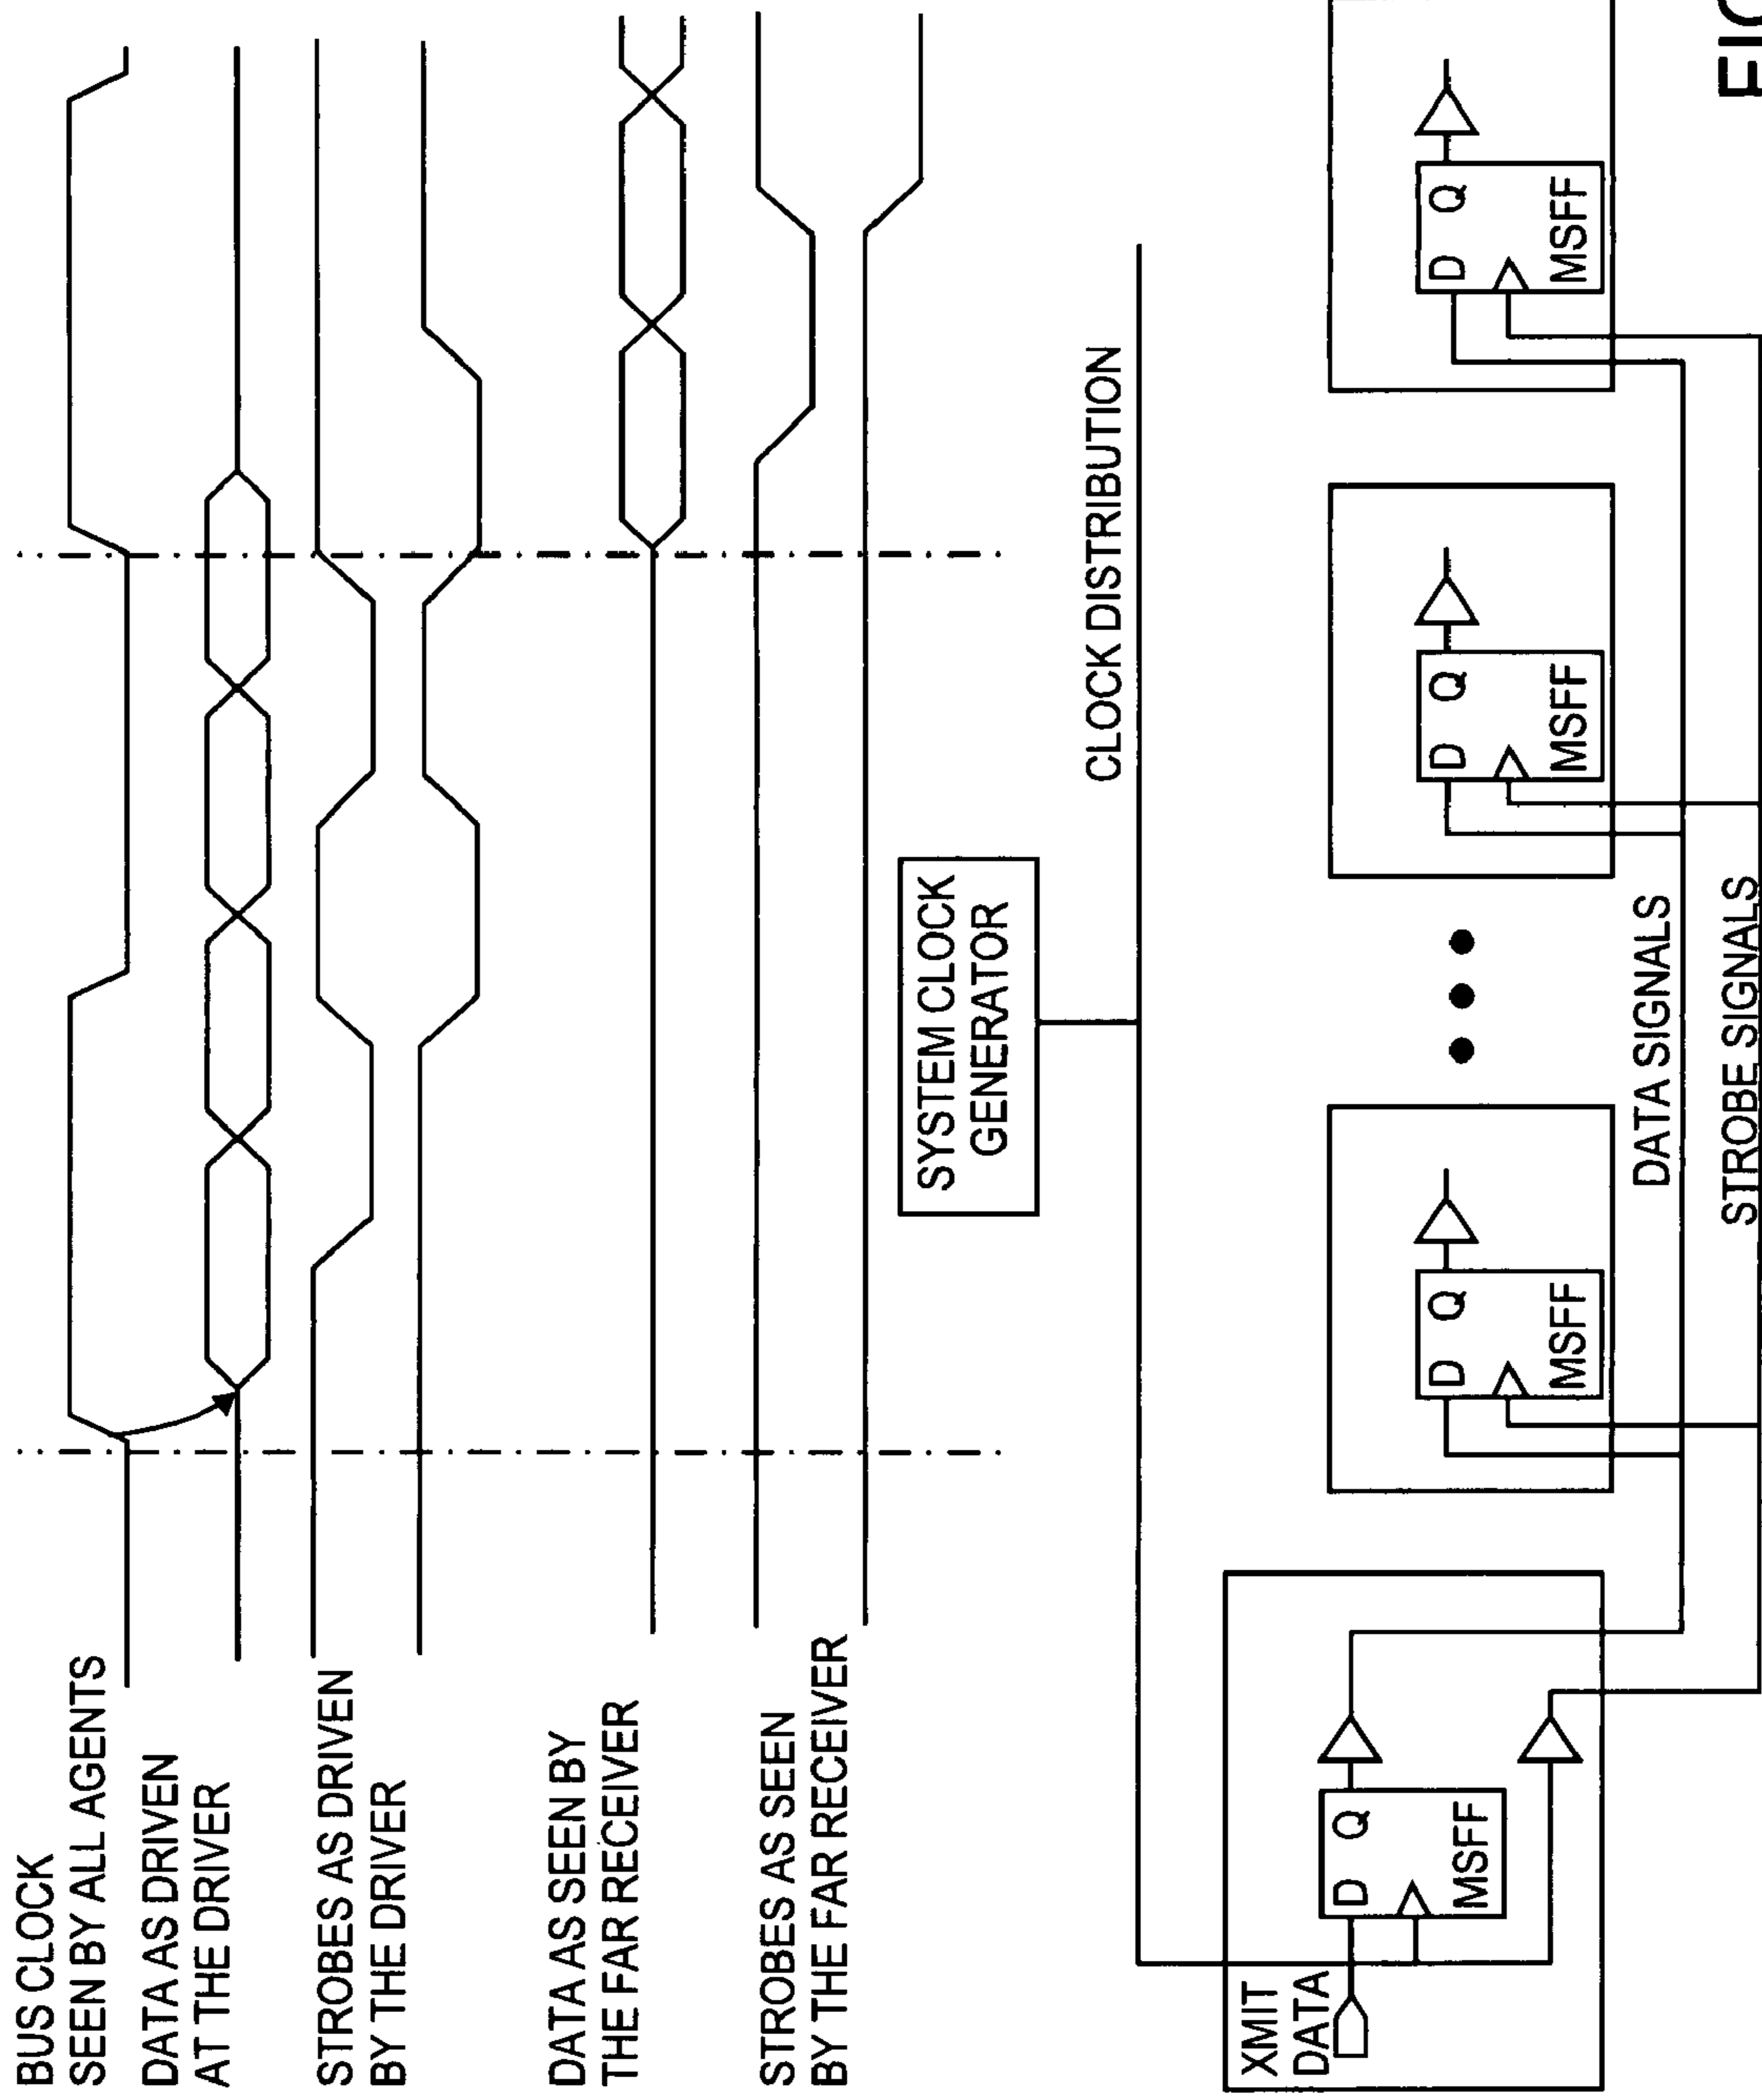 BUS CLOCK
SEEN BY ALL AGENTS
DATA AS DRIVEN
AT THE DRIVER
STROBES AS DRIVEN
BY THE DRIVER
DATA AS SEEN BY
THE FAR RECEIVER
STROBES AS SEEN
BY THE FAR RECEIVER
SYSTEM CLOCK
GENERATOR
CLOCK DISTRIBUTION
XMIT
DATA
D Q
MSFF
D Q
MSFF
D Q
MSFF
D Q
MSFF
DATA SIGNALS
STROBE SIGNALS